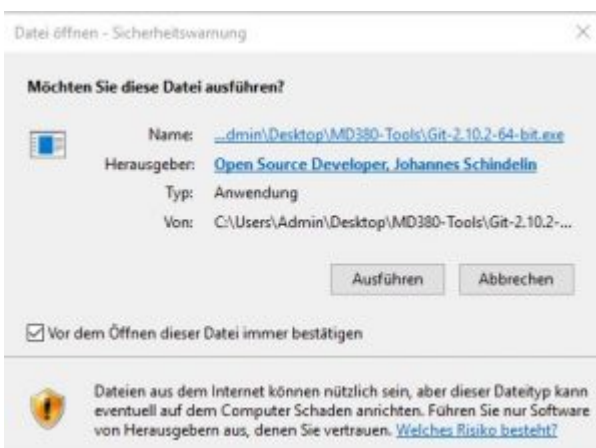 Datei öffnen - Sicherheitswarnung
Möchten Sie diese Datei ausführen?
Name: ...dmin\Desktop\MD380-Tools\Git-2.10.2-64-bit.exe
Herausgeber: Open Source Developer, Johannes Schindelin
Typ: Anwendung
Von: C:\Users\Admin\Desktop\MD380-Tools\Git-2.10.2-...
Ausführen Abbrechen
Vor dem Öffnen dieser Datei immer bestätigen
Dateien aus dem Internet können nützlich sein, aber dieser Dateityp kann
eventuell auf dem Computer Schaden anrichten. Führen Sie nur Software
von Herausgebern aus, denen Sie vertrauen. Welches Risiko besteht?